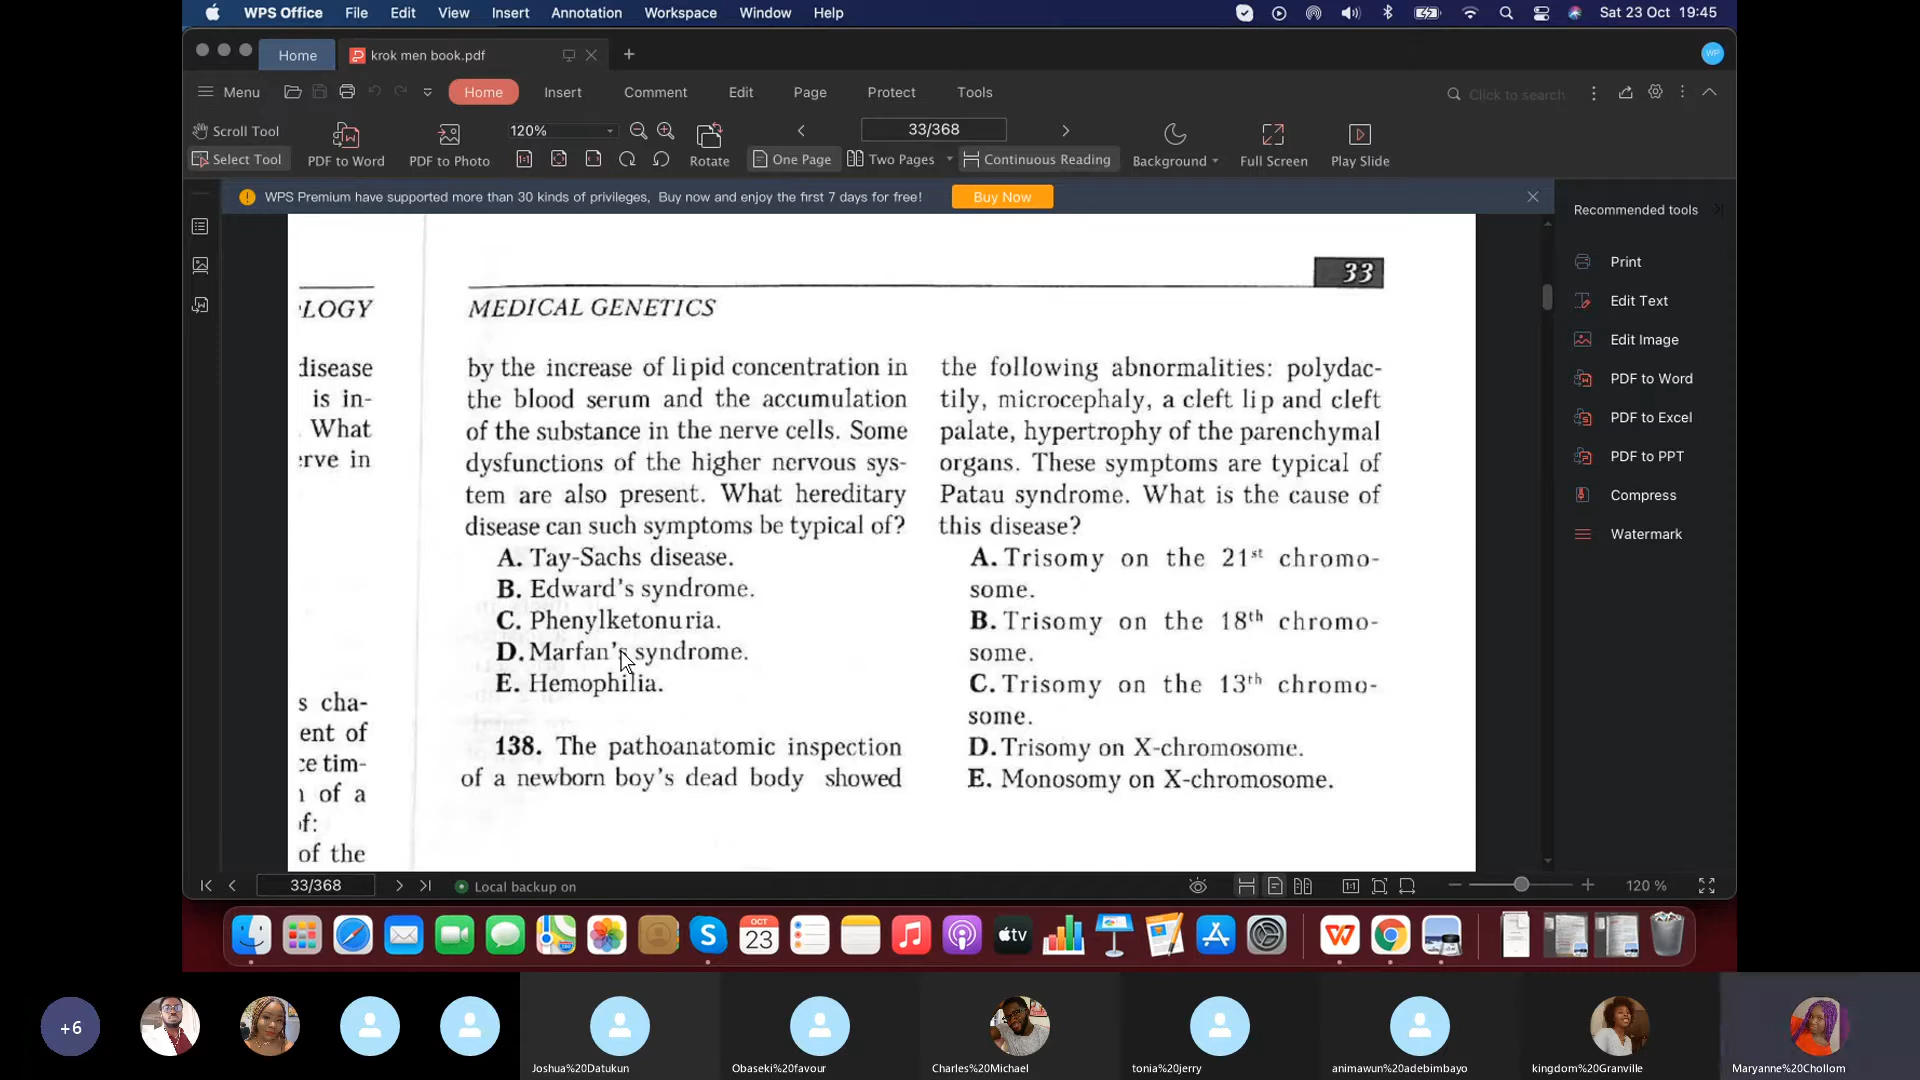 WPS Office File Edit View Insert Annotation Workspace Window Help
Sat 23 Oct 19:45
Home
krok men book.pdf
WP
Menu
Home Insert Comment Edit Page Protect Tools
Click to search
Scroll Tool
Select Tool
PDF to Word
PDF to Photo
120%
Rotate
33/368
One Page
Two Pages
Continuous Reading
Background
Full Screen
Play Slide
WPS Premium have supported more than 30 kinds of privileges, Buy now and enjoy the first 7 days for free!
Buy Now
Recommended tools
Print
Edit Text
Edit Image
PDF to Word
PDF to Excel
PDF to PPT
Compress
Watermark
LOGY
disease
is in-
. What
erve in
s cha-
ent of
ce tim-
of a
of:
of the
33
MEDICAL GENETICS
by the increase of lipid concentration in
the blood serum and the accumulation
of the substance in the nerve cells. Some
dysfunctions of the higher nervous sys-
tem are also present. What hereditary
disease can such symptoms be typical of?
A. Tay-Sachs disease.
B. Edward's syndrome.
C. Phenylketonuria.
D. Marfan's syndrome.
E. Hemophilia.
138. The pathoanatomic inspection
of a newborn boy's dead body showed
the following abnormalities: polydac-
tily, microcephaly, a cleft lip and cleft
palate, hypertrophy of the parenchymal
organs. These symptoms are typical of
Patau syndrome. What is the cause of
this disease?
A. Trisomy on the 21st chromo-
some.
B. Trisomy on the 18th chromo-
some.
C. Trisomy on the 13th chromo-
some.
D. Trisomy on X-chromosome.
E. Monosomy on X-chromosome.
33/368
Local backup on
120 %
OCT
23
tv
+6
Joshua%20Datukun
Obaseki%20favour
Charles%20Michael
tonia%20jerry
animawun%20adebimbayo
kingdom%20Granville
Maryanne%20Chollom